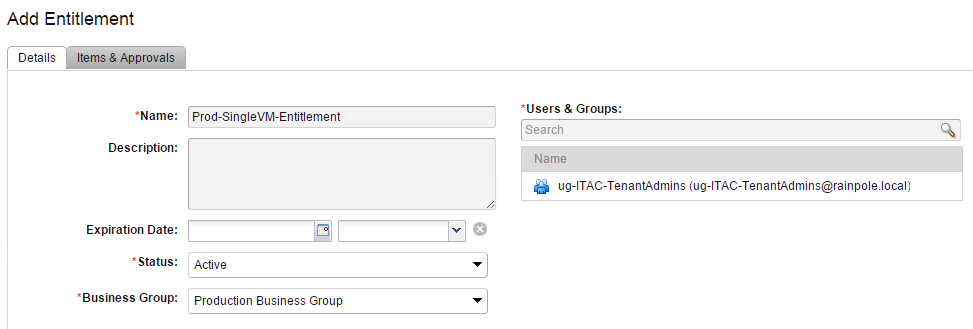 Add Entitlement
Details
Items & Approvals
*Name:
Prod-SingleVM-Entitlement
Description:
Expiration Date:
*Status:
Active
*Business Group:
Production Business Group
*Users & Groups:
Search
Name
ug-ITAC-TenantAdmins (ug-ITAC-TenantAdmins@rainpole.local)